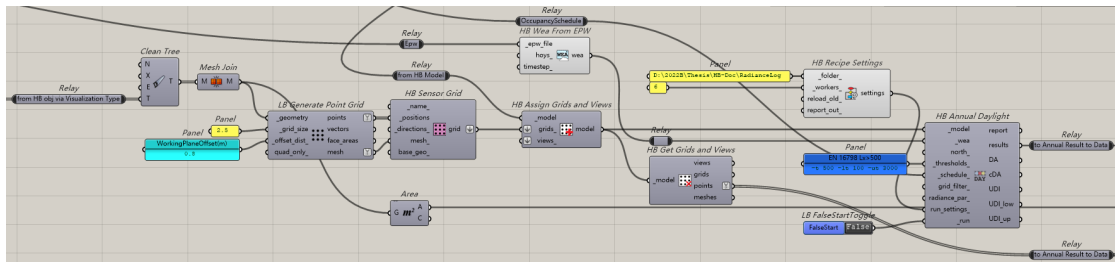 Relay
OccupancySchedule
Relay
Epw
HB Wea From EPW
_epw_file
hoys_
timestep_
WEA
wea
Clean Tree
N
X
E
T
T
Mesh Join
M
M
Relay
from HB obj via Visualization Type
Relay
from HB Model
Panel
2.5
Panel
WorkingPlaneOffset(m)
0.8
LB Generate Point Grid
_geometry
_grid_size
_offset_dist_
quad_only_
points
vectors
face_areas
mesh
HB Sensor Grid
_name_
_positions
_directions_
mesh_
base_geo_
grid
HB Assign Grids and Views
_model
grids_
views_
model
Area
G
m²
A
C
Panel
D:\2022B\Thesis\HB-Doc\RadianceLog
6
HB Recipe Settings
_folder_
_workers_
reload_old_
report_out_
settings
Relay
HB Get Grids and Views
_model
views
grids
points
meshes
Panel
EN 16798 Lx>500
-t 500 -lt 100 -ut 3000
LB FalseStartToggle
FalseStart
False
HB Annual Daylight
_model
_wea
north_
_thresholds_
_schedule_
grid_filter_
radiance_par_
run_settings_
_run
DAY
report
results
DA
cDA
UDI
UDI_low
UDI_up
Relay
to Annual Result to Data
Relay
to Annual Result to Data